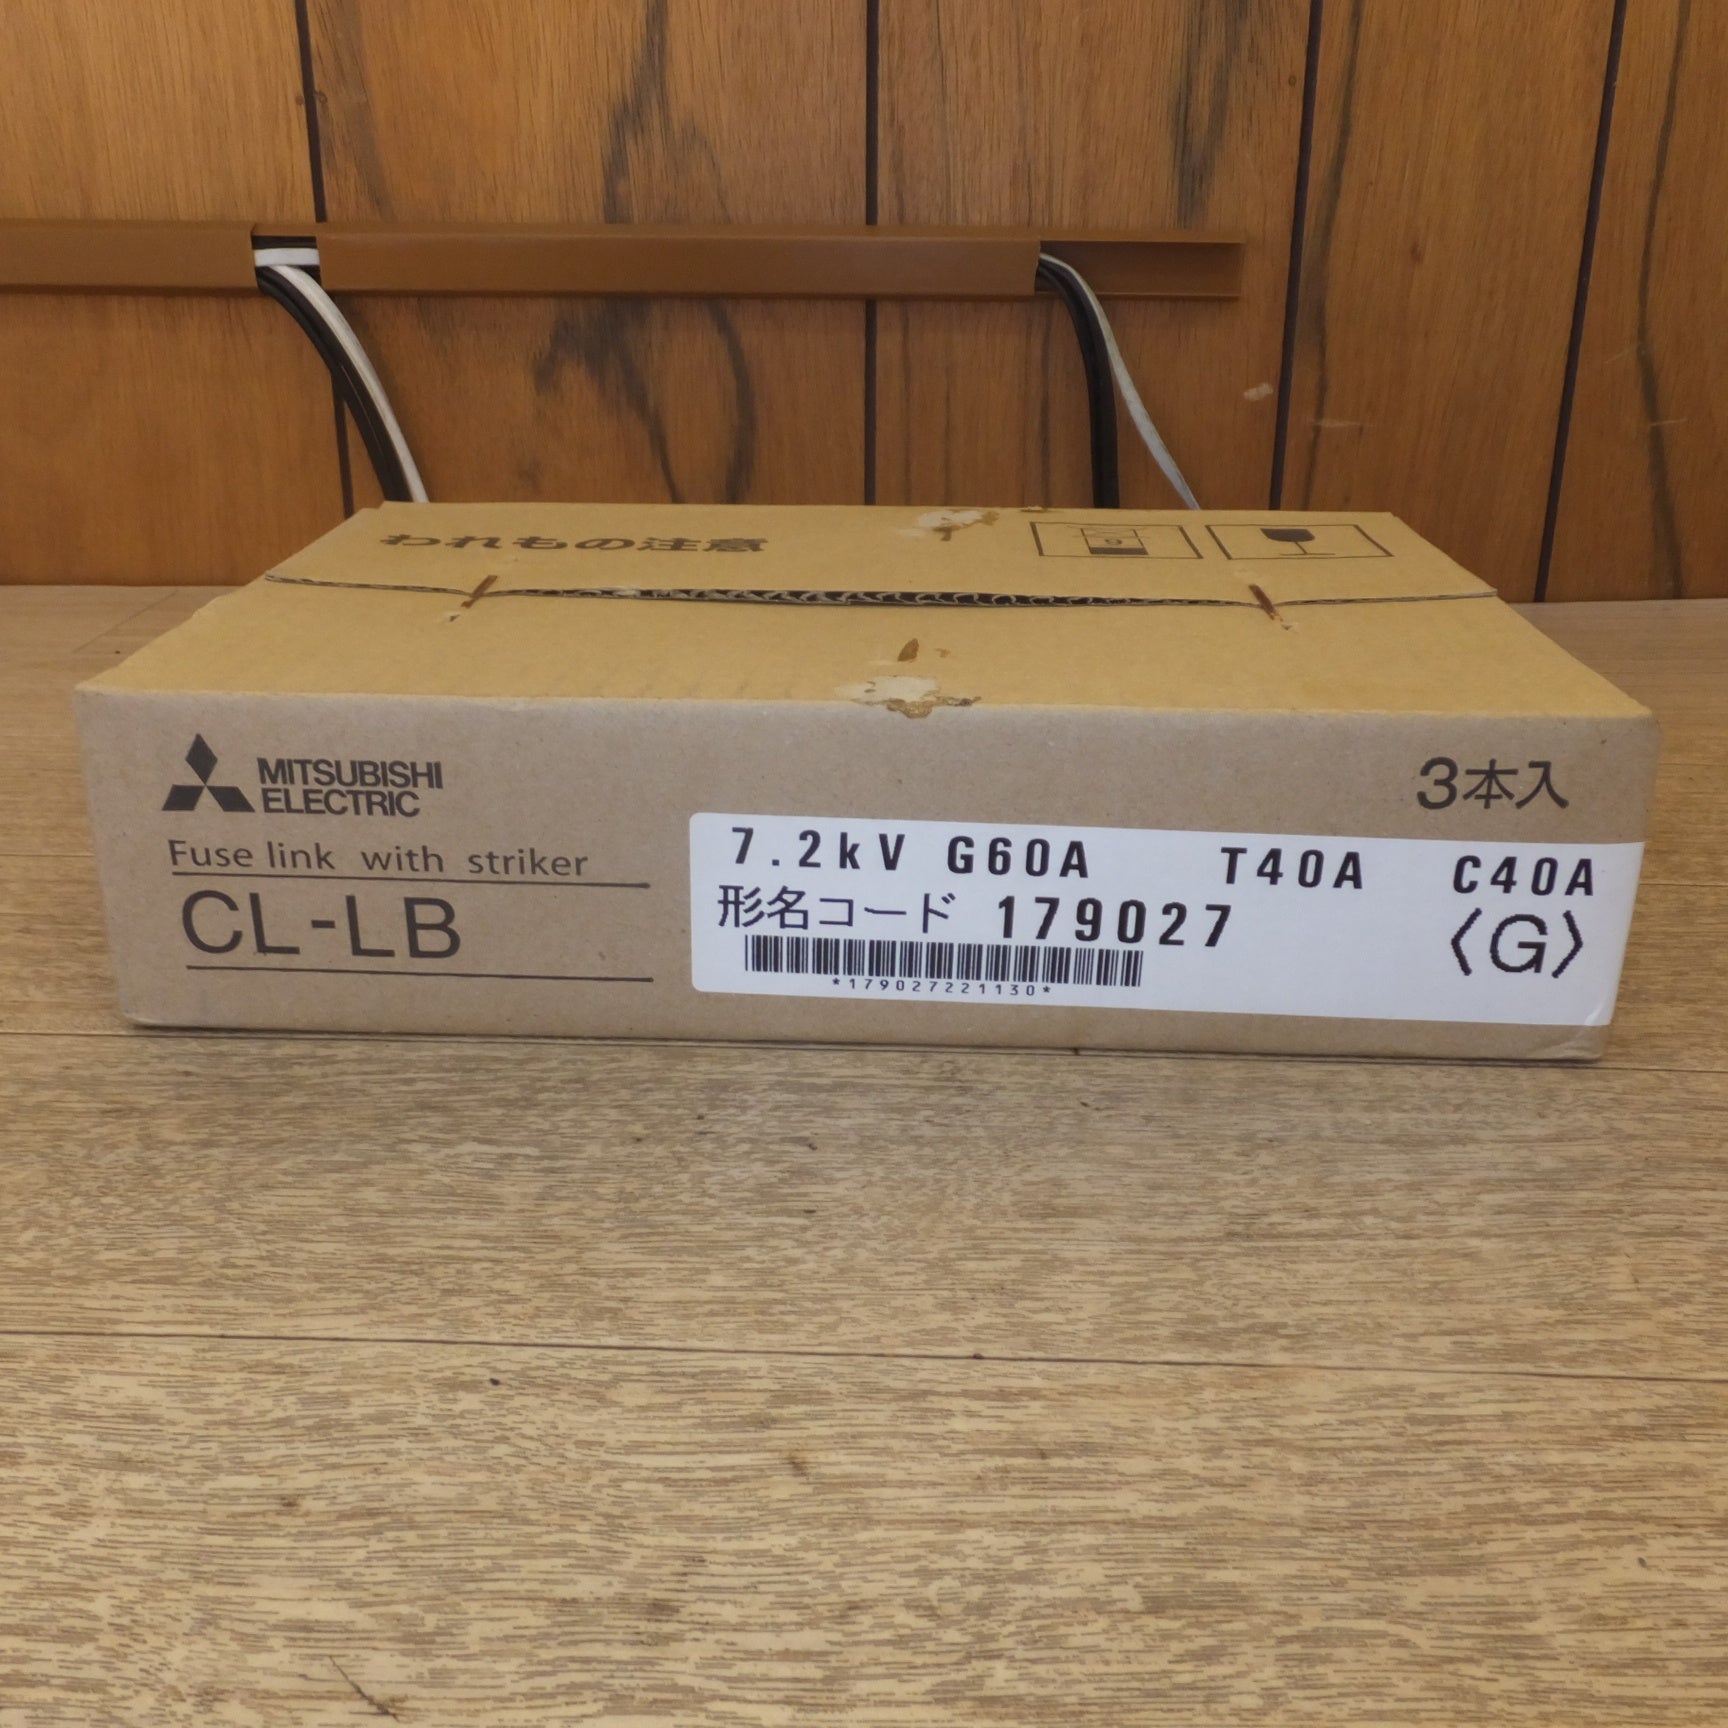 われもの注意
MITSUBISHI
ELECTRIC
3本入
Fuse link with striker
CL-LB
7.2kV G60A T40A C40A
形名コード 179027
〈G〉
*179027221130*